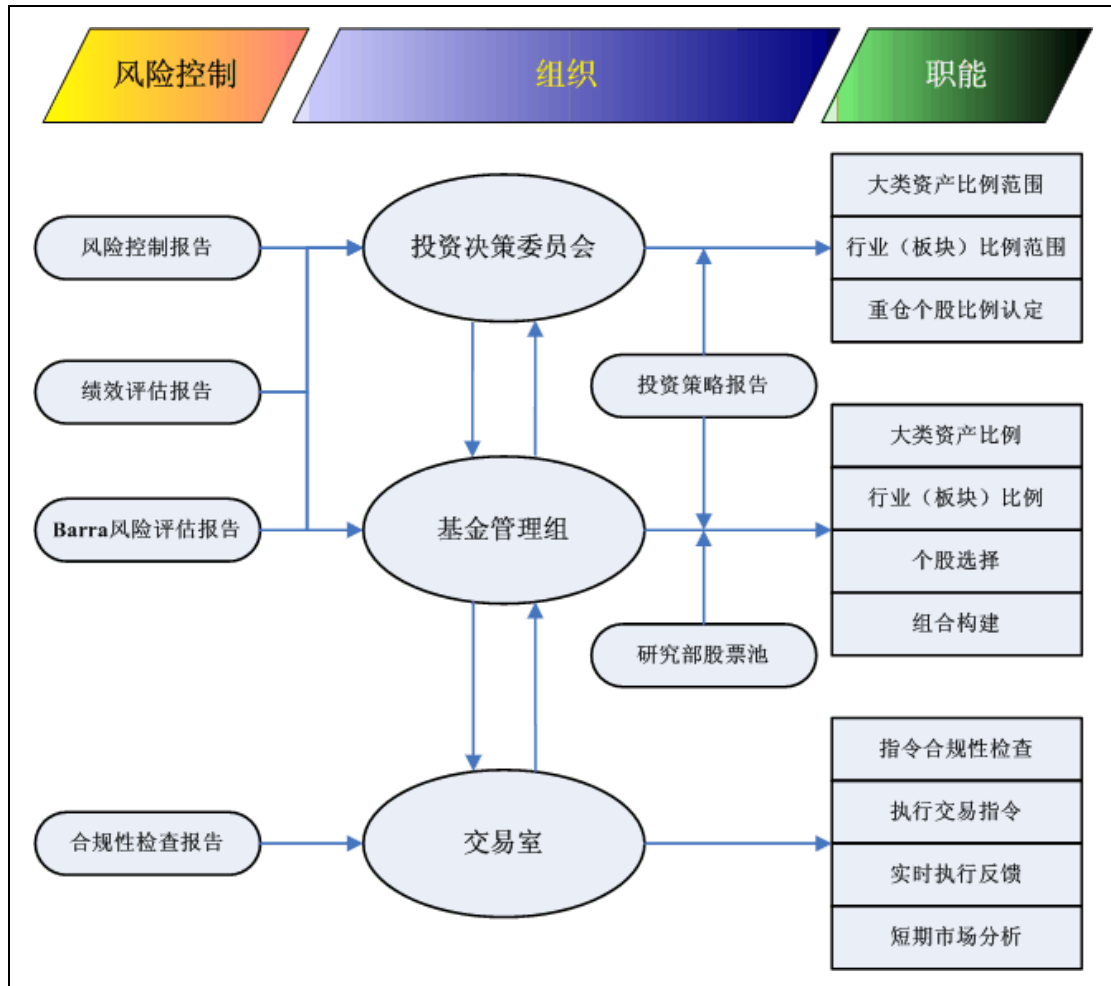 风险控制
组织
职能
风险控制报告
绩效评估报告
Barra风险评估报告
合规性检查报告
投资决策委员会
基金管理组
交易室
投资策略报告
研究部股票池
大类资产比例范围
行业（板块）比例范围
重仓个股比例认定
大类资产比例
行业（板块）比例
个股选择
组合构建
指令合规性检查
执行交易指令
实时执行反馈
短期市场分析